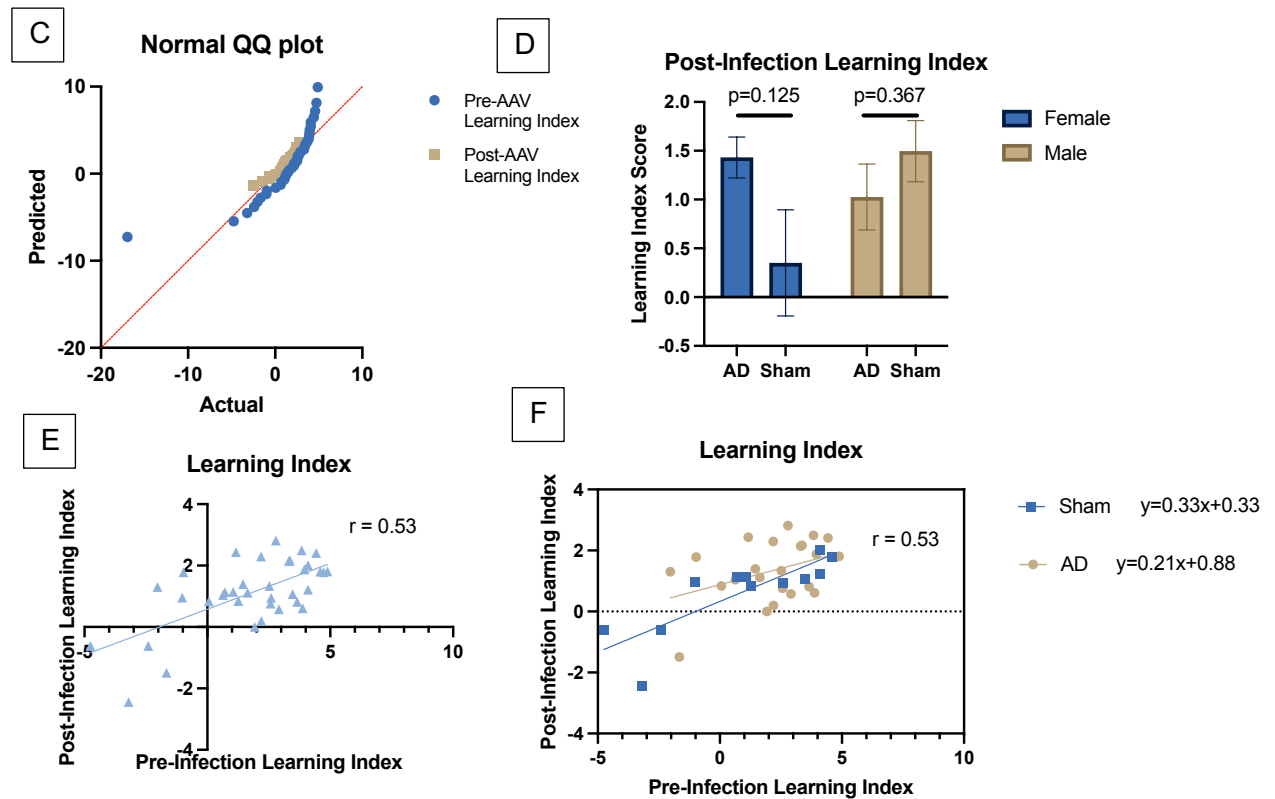 C
Normal QQ plot
10
0
-10
-20
-20
-10
0
10
Predicted
Actual
Pre-AAV
Learning Index
Post-AAV
Learning Index
D
Post-Infection Learning Index
p=0.125
p=0.367
2.0
1.5
1.0
0.5
0.0
-0.5
Learning Index Score
AD
Sham
AD
Sham
Female
Male
E
Learning Index
r = 0.53
4
2
-2
-4
-5
5
10
Post-Infection Learning Index
Pre-Infection Learning Index
F
Learning Index
r = 0.53
4
2
0
-2
-4
-5
0
5
10
Post-Infection Learning Index
Pre-Infection Learning Index
Sham y=0.33x+0.33
AD y=0.21x+0.88